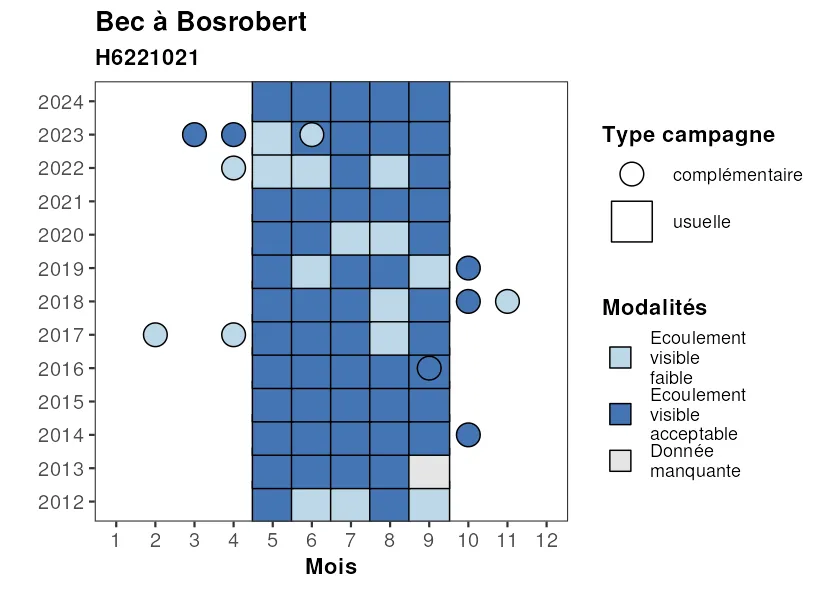 Bec à Bosrobert
H6221021
2024
2023
2022
2021
2020
2019
2018
2017
2016
2015
2014
2013
2012
1 2 3 4 5 6 7 8 9 10 11 12
Mois
Type campagne
complémentaire
usuelle
Modalités
Ecoulement
visible
faible
Ecoulement
visible
acceptable
Donnée
manquante